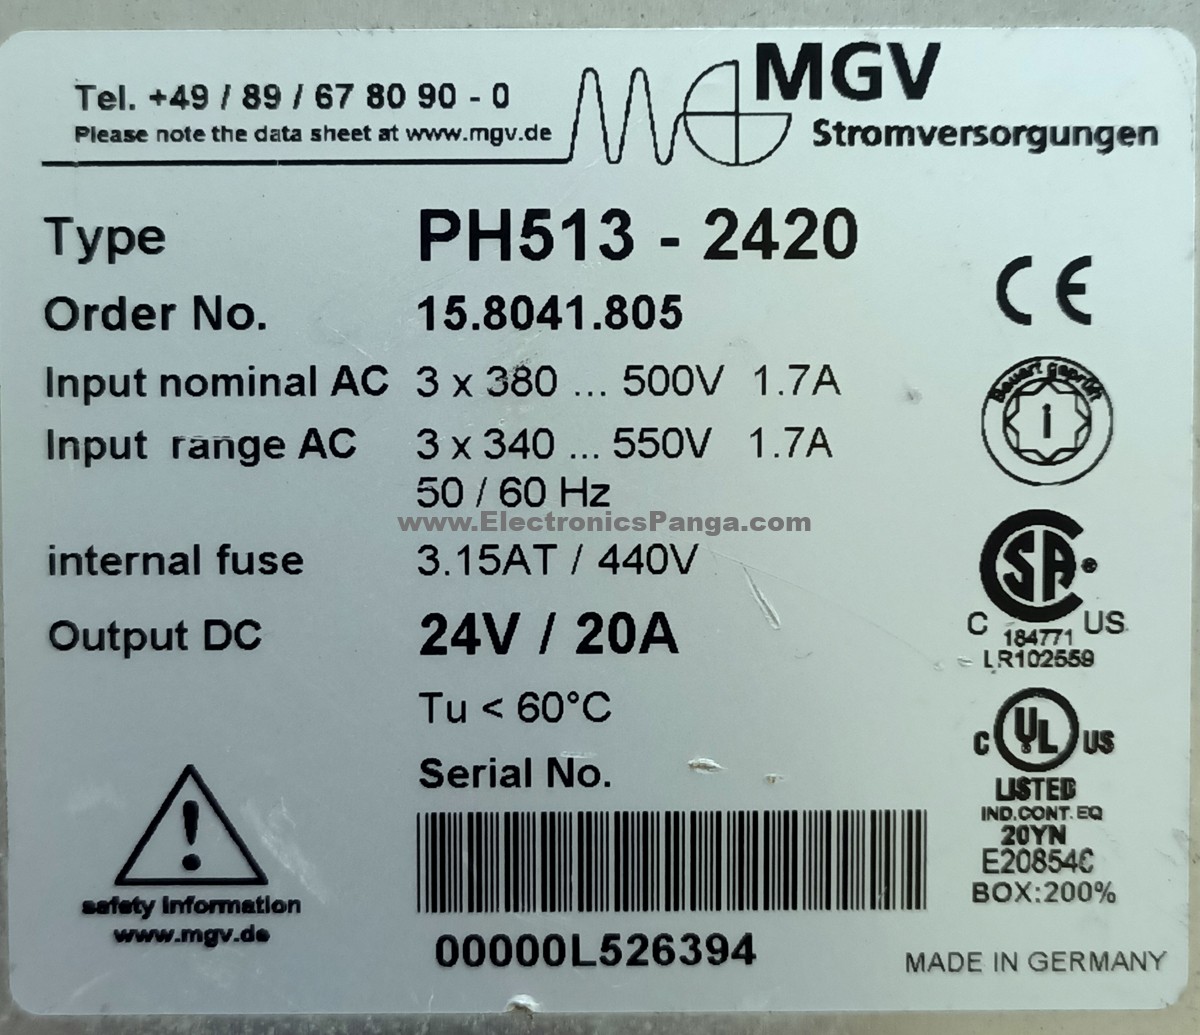 Tel. +49 / 89 / 67 80 90 - 0
Please note the data sheet at www.mgv.de
MGV
Stromversorgungen
Type PH513 - 2420
Order No. 15.8041.805
Input nominal AC 3 x 380 ... 500V 1.7A
Input range AC 3 x 340 ... 550V 1.7A
50 / 60 Hz
www.ElectronicsPanga.com
internal fuse 3.15AT / 440V
Output DC 24V / 20A
Tu < 60°C
Serial No.
00000L526394
safety information
www.mgv.de
CE
Bauart geprüft
i
SA
C US
184771
LR102559
C UL US
LISTED
IND.CONT.EQ
20YN
BOX:200%
MADE IN GERMANY